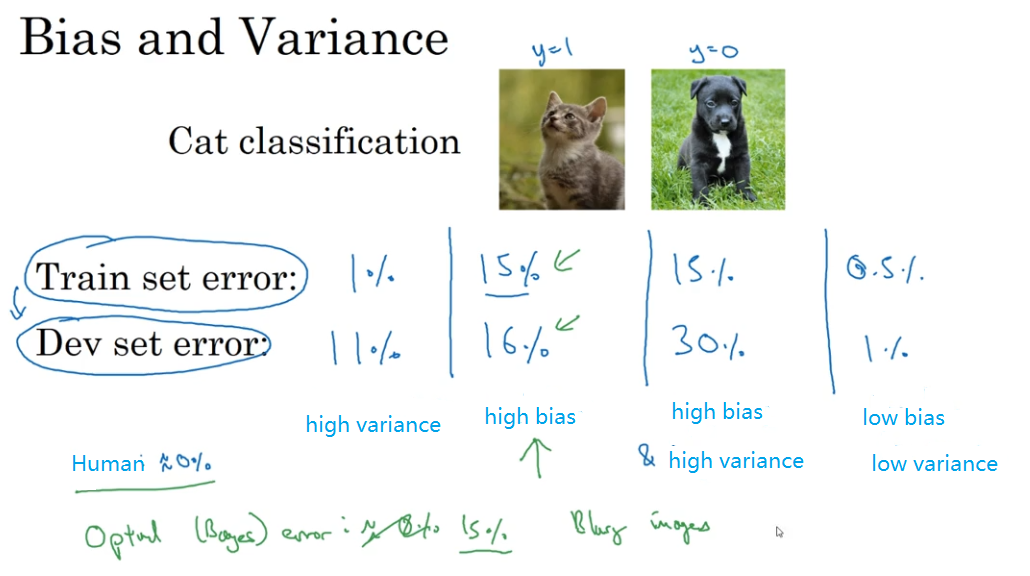 Bias and Variance
y=1 y=0
Cat classification
Train set error: 1% 15% 15% 0.5%
Dev set error: 11% 16% 30% 1%
high variance high bias high bias low bias
& high variance low variance
Human ≈0%
Optimal (Bayes) error: ≈ 0% 15% Blurry images